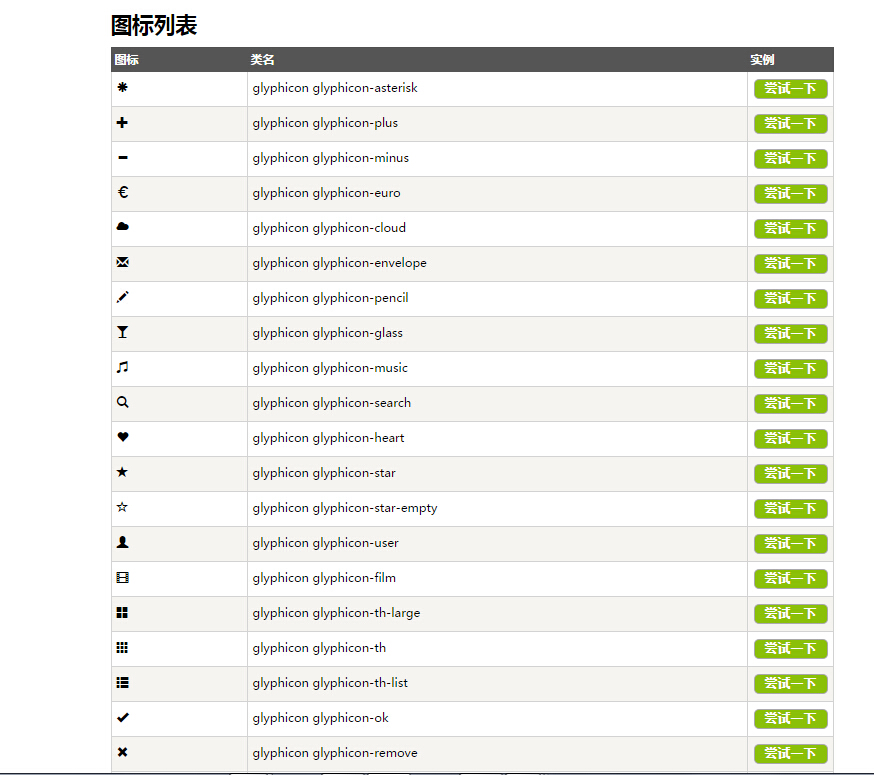 图标列表
图标 类名 实例
glyphicon glyphicon-asterisk 尝试一下
glyphicon glyphicon-plus 尝试一下
glyphicon glyphicon-minus 尝试一下
glyphicon glyphicon-euro 尝试一下
glyphicon glyphicon-cloud 尝试一下
glyphicon glyphicon-envelope 尝试一下
glyphicon glyphicon-pencil 尝试一下
glyphicon glyphicon-glass 尝试一下
glyphicon glyphicon-music 尝试一下
glyphicon glyphicon-search 尝试一下
glyphicon glyphicon-heart 尝试一下
glyphicon glyphicon-star 尝试一下
glyphicon glyphicon-star-empty 尝试一下
glyphicon glyphicon-user 尝试一下
glyphicon glyphicon-film 尝试一下
glyphicon glyphicon-th-large 尝试一下
glyphicon glyphicon-th 尝试一下
glyphicon glyphicon-th-list 尝试一下
glyphicon glyphicon-ok 尝试一下
glyphicon glyphicon-remove 尝试一下